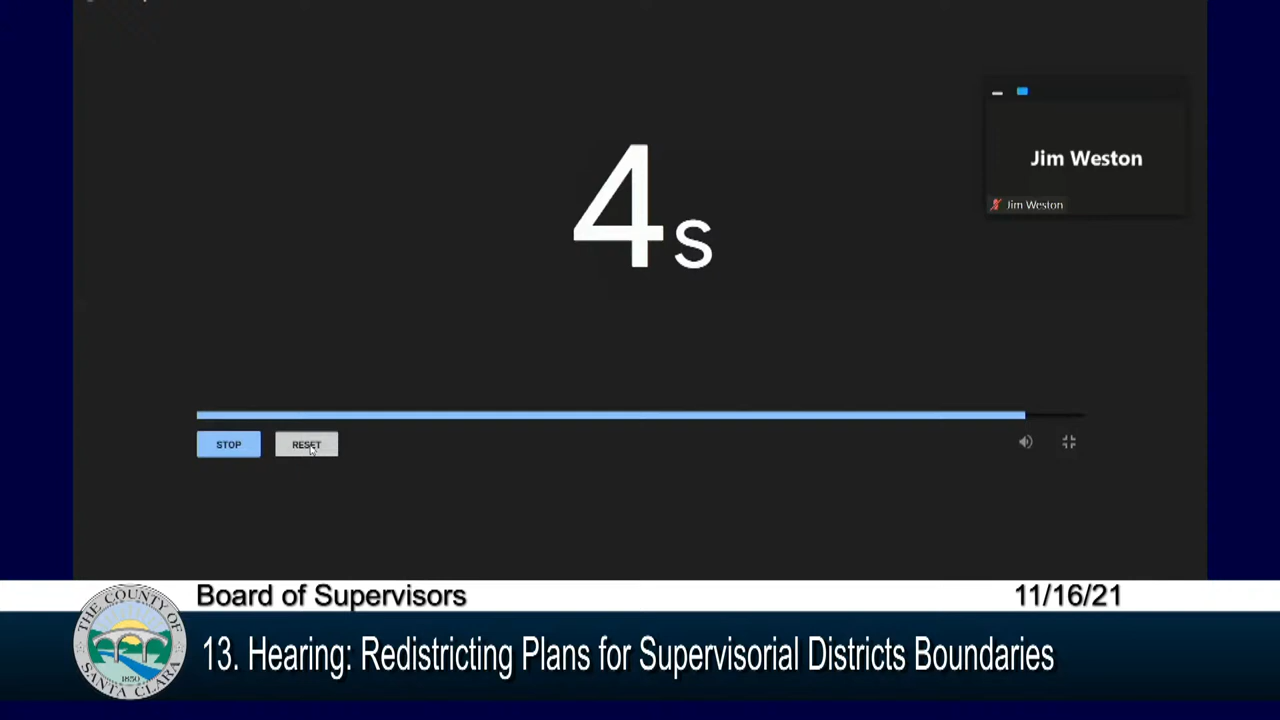 4s
Jim Weston
Jim Weston
STOP
RESET
Board of Supervisors
11/16/21
THE COUNTY OF SANTA CLARA
1850
13. Hearing: Redistricting Plans for Supervisorial Districts Boundaries